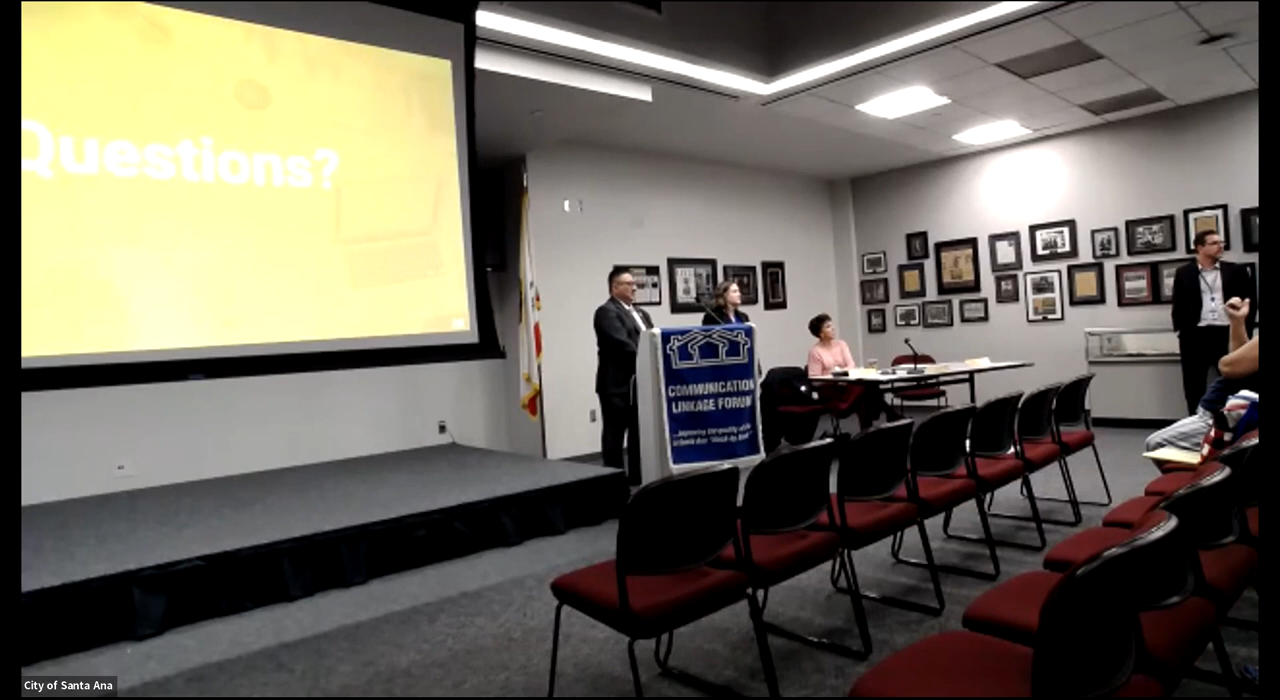 Questions?
COMMUNICATION
LINKAGE FORUM
City of Santa Ana